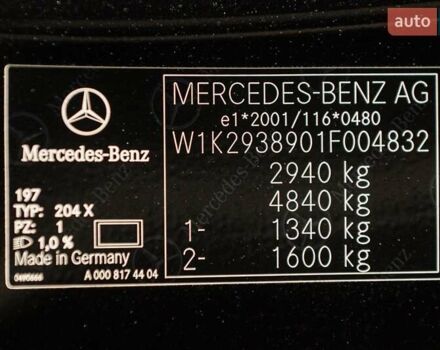 auto
MERCEDES-BENZ AG
e1*2001/116*0480
W1K2938901F004832
2940 kg
4840 kg
1- 1340 kg
2- 1600 kg
Mercedes-Benz
197
TYP: 204 X
PZ: 1
1,0 %
Made in Germany
A 000 817 44 04